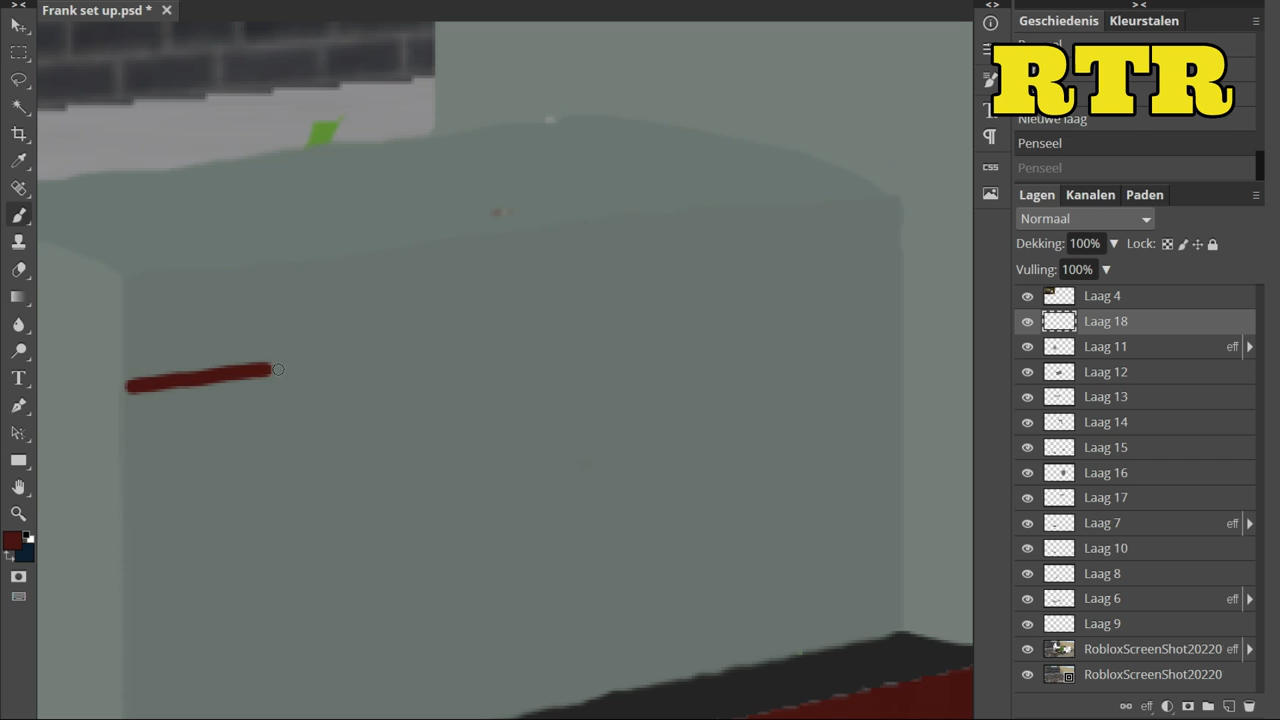 Frank set up.psd *
Geschiedenis Kleurstalen
RTR
Nieuwe laag
Penseel
Penseel
Lagen Kanalen Paden
Normaal
Dekking: 100% Lock:
Vulling: 100%
Laag 4
Laag 18
Laag 11 eff
Laag 12
Laag 13
Laag 14
Laag 15
Laag 16
Laag 17
Laag 7 eff
Laag 10
Laag 8
Laag 6 eff
Laag 9
RobloxScreenShot20220 eff
RobloxScreenShot20220
eff
CSS